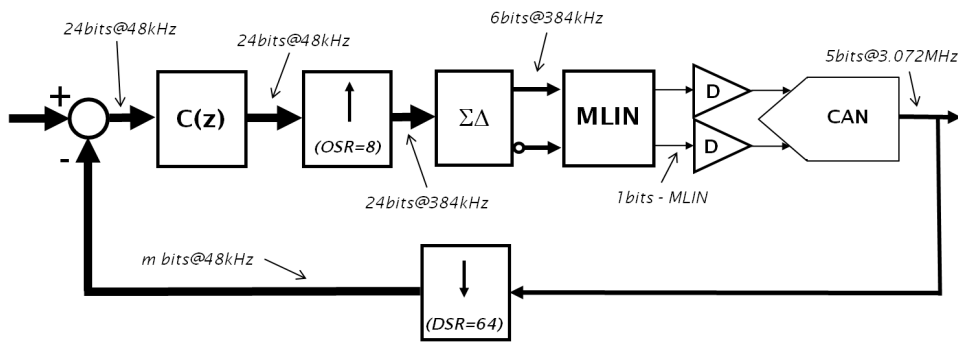 24bits@48kHz
24bits@48kHz
6bits@384kHz
5bits@3.072MHz
+
-
C(z)
(OSR=8)
ΣΔ
MLIN
D
D
CAN
24bits@384kHz
1bits - MLIN
m bits@48kHz
(DSR=64)